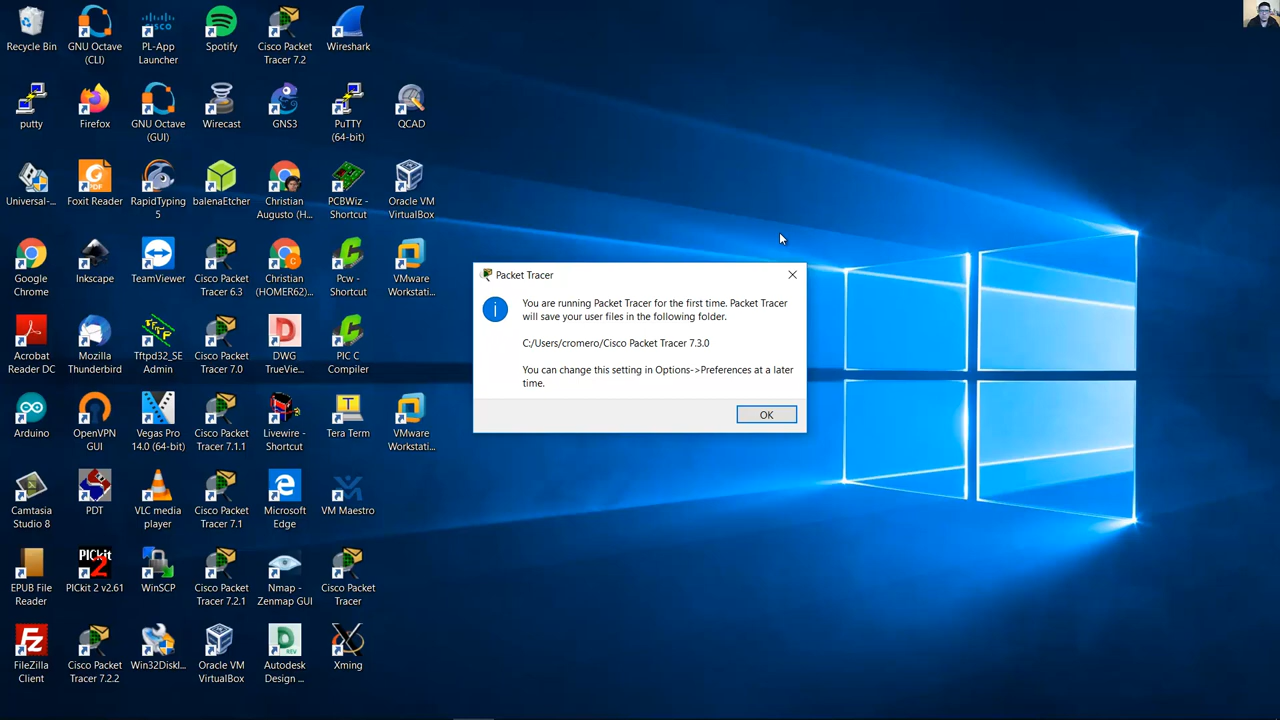 Recycle Bin
GNU Octave
(CLI)
PL-App
Launcher
Spotify
Cisco Packet
Tracer 7.2
Wireshark
putty
Firefox
GNU Octave
(GUI)
Wirecast
GNS3
PuTTY
(64-bit)
QCAD
Universal-...
Foxit Reader
RapidTyping
5
balenaEtcher
Christian
Augusto (H...
PCBWiz -
Shortcut
Oracle VM
VirtualBox
Google
Chrome
Inkscape
TeamViewer
Cisco Packet
Tracer 6.3
Christian
(HOMER62)...
Pcw -
Shortcut
VMware
Workstati...
Acrobat
Reader DC
Mozilla
Thunderbird
Tftpd32_SE
Admin
Cisco Packet
Tracer 7.0
DWG
TrueVie...
PIC C
Compiler
Arduino
OpenVPN
GUI
Vegas Pro
14.0 (64-bit)
Cisco Packet
Tracer 7.1.1
Livewire -
Shortcut
Tera Term
VMware
Workstati...
Camtasia
Studio 8
PDT
VLC media
player
Cisco Packet
Tracer 7.1
Microsoft
Edge
VM Maestro
EPUB File
Reader
PICkit 2 v2.61
WinSCP
Cisco Packet
Tracer 7.2.1
Nmap -
Zenmap GUI
Cisco Packet
Tracer
FileZilla
Client
Cisco Packet
Tracer 7.2.2
Win32DiskI...
Oracle VM
VirtualBox
Autodesk
Design ...
Xming
Packet Tracer
You are running Packet Tracer for the first time. Packet Tracer
will save your user files in the following folder.
C:/Users/cromero/Cisco Packet Tracer 7.3.0
You can change this setting in Options->Preferences at a later
time.
OK